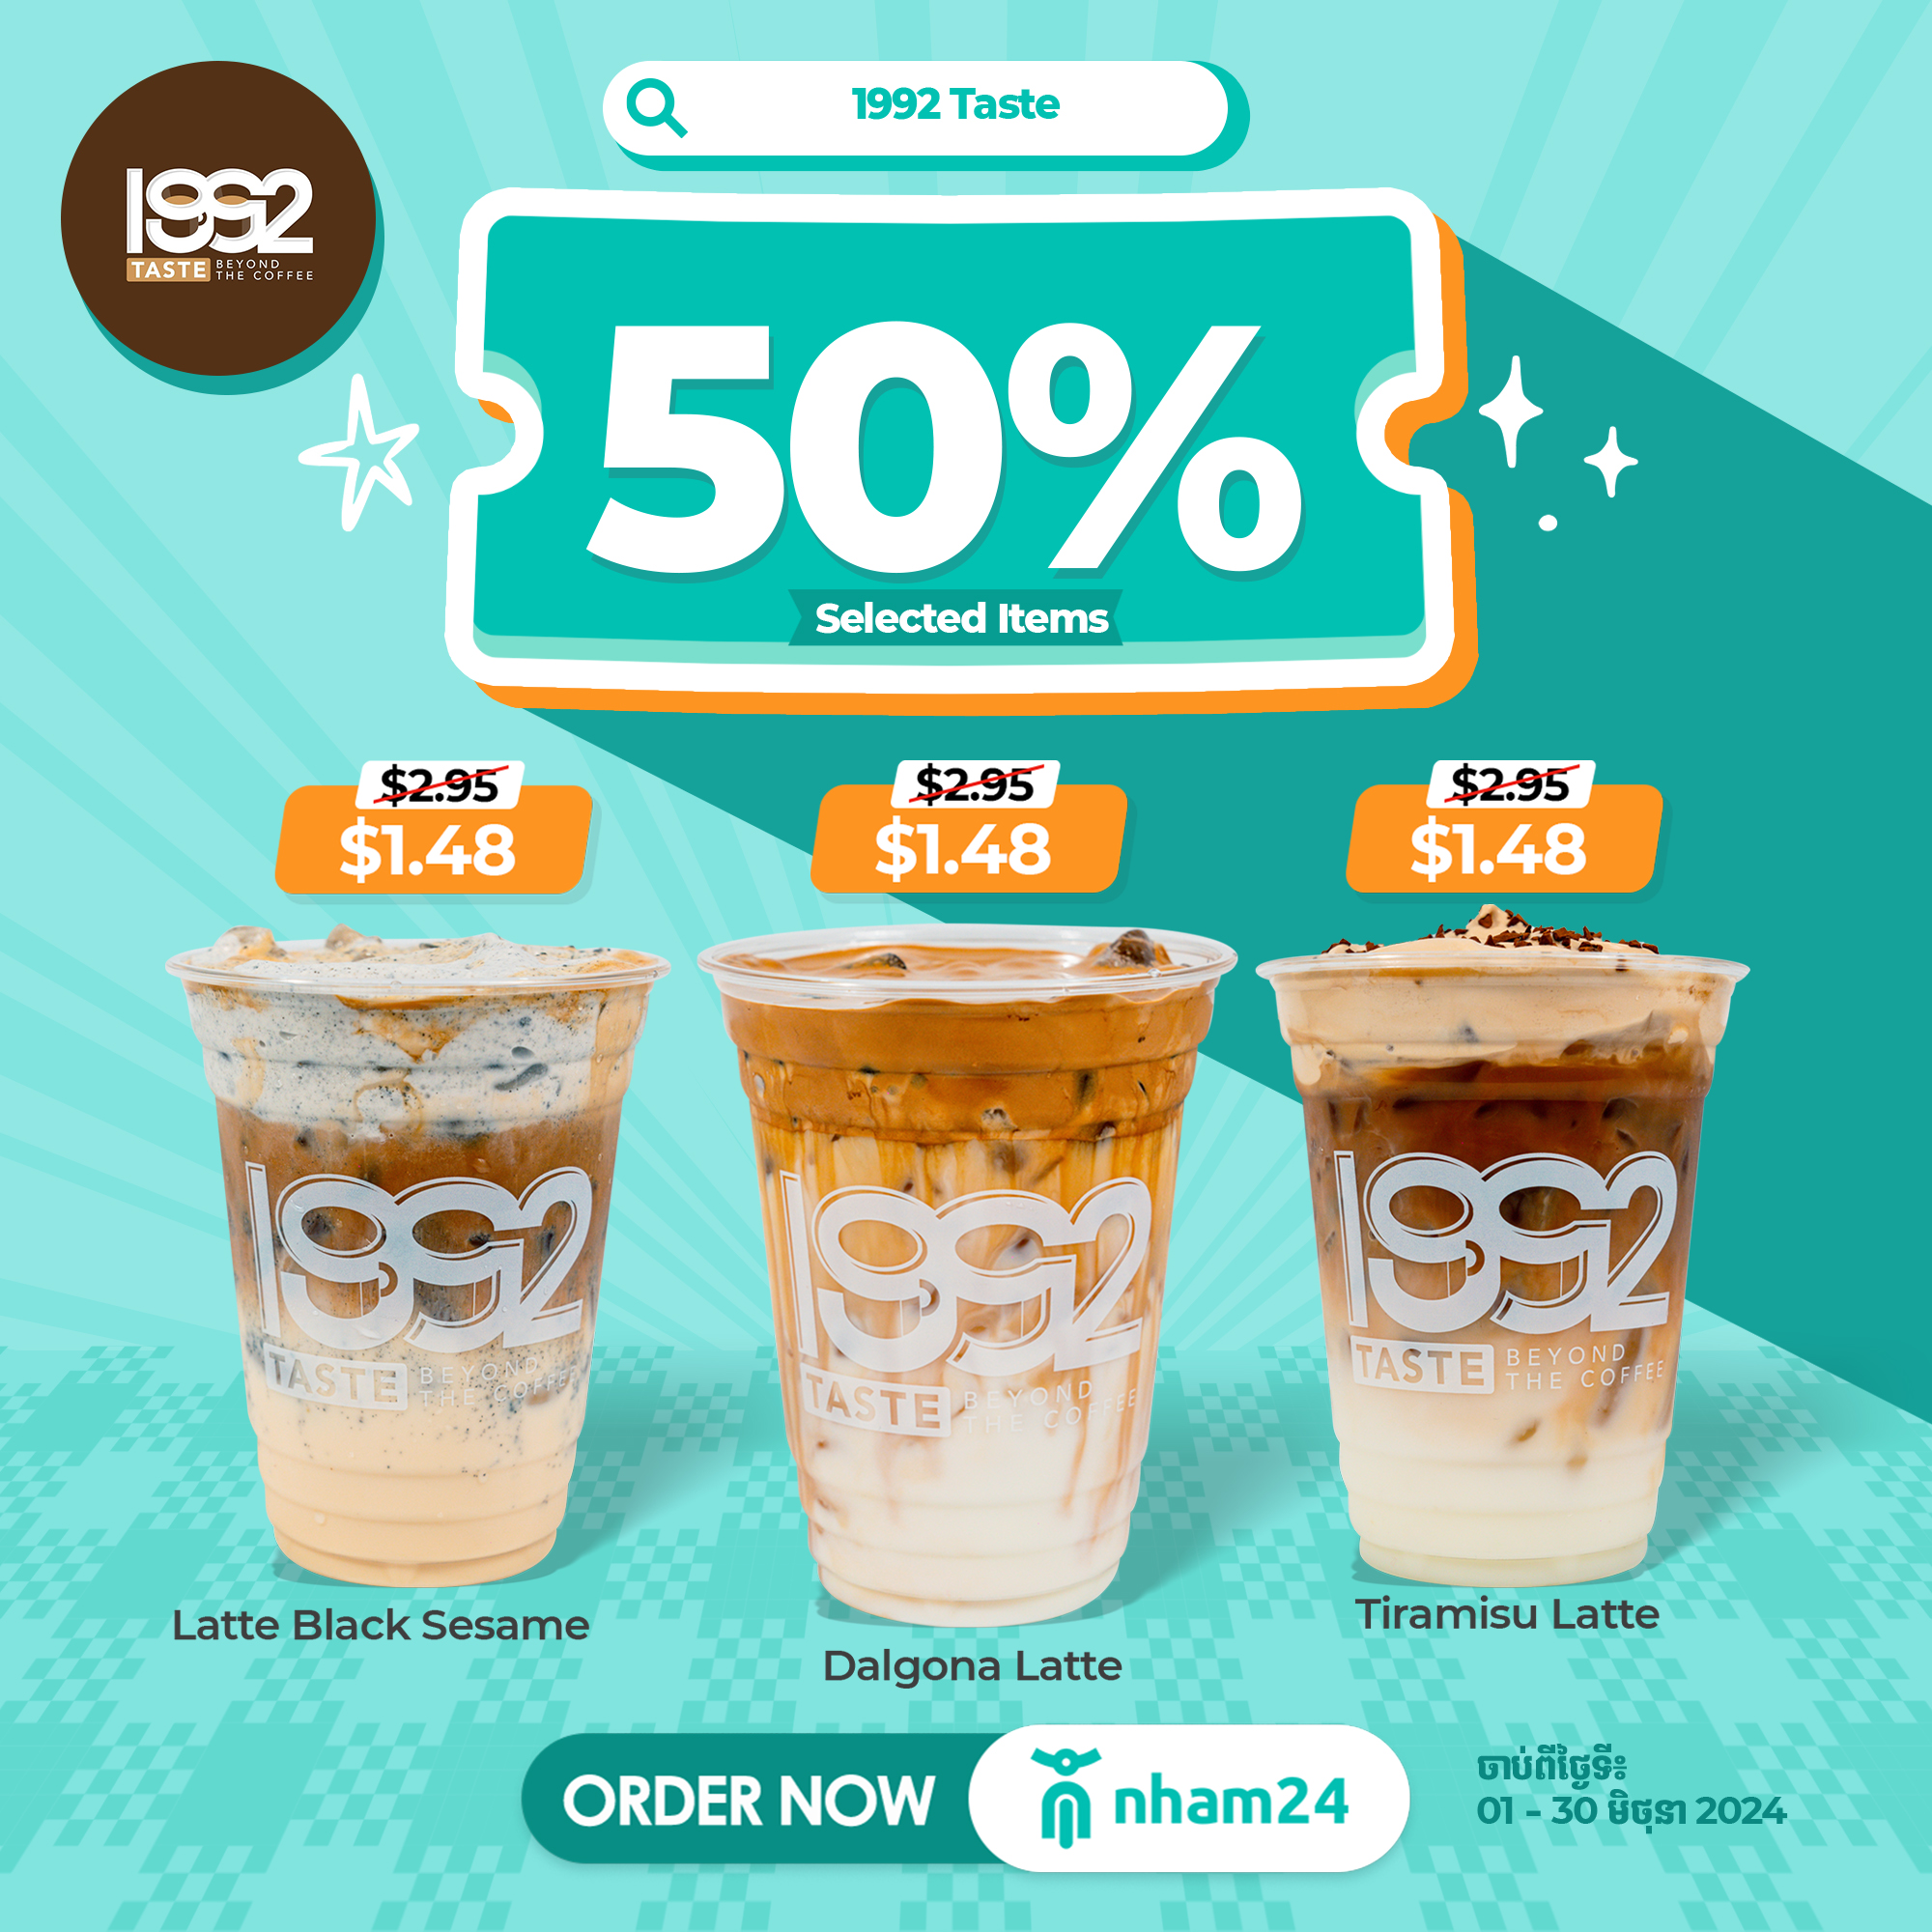 1992 Taste
1992
TASTE BEYOND
THE COFFEE
50%
Selected Items
$2.95
$1.48
$2.95
$1.48
$2.95
$1.48
1992
TASTE BEYOND
THE COFFEE
1992
TASTE BEYOND
THE COFFEE
1992
TASTE BEYOND
THE COFFEE
Latte Black Sesame
Dalgona Latte
Tiramisu Latte
ORDER NOW
nham24
ចាប់ពីថ្ងៃទី៖
01 - 30 មិថុនា 2024